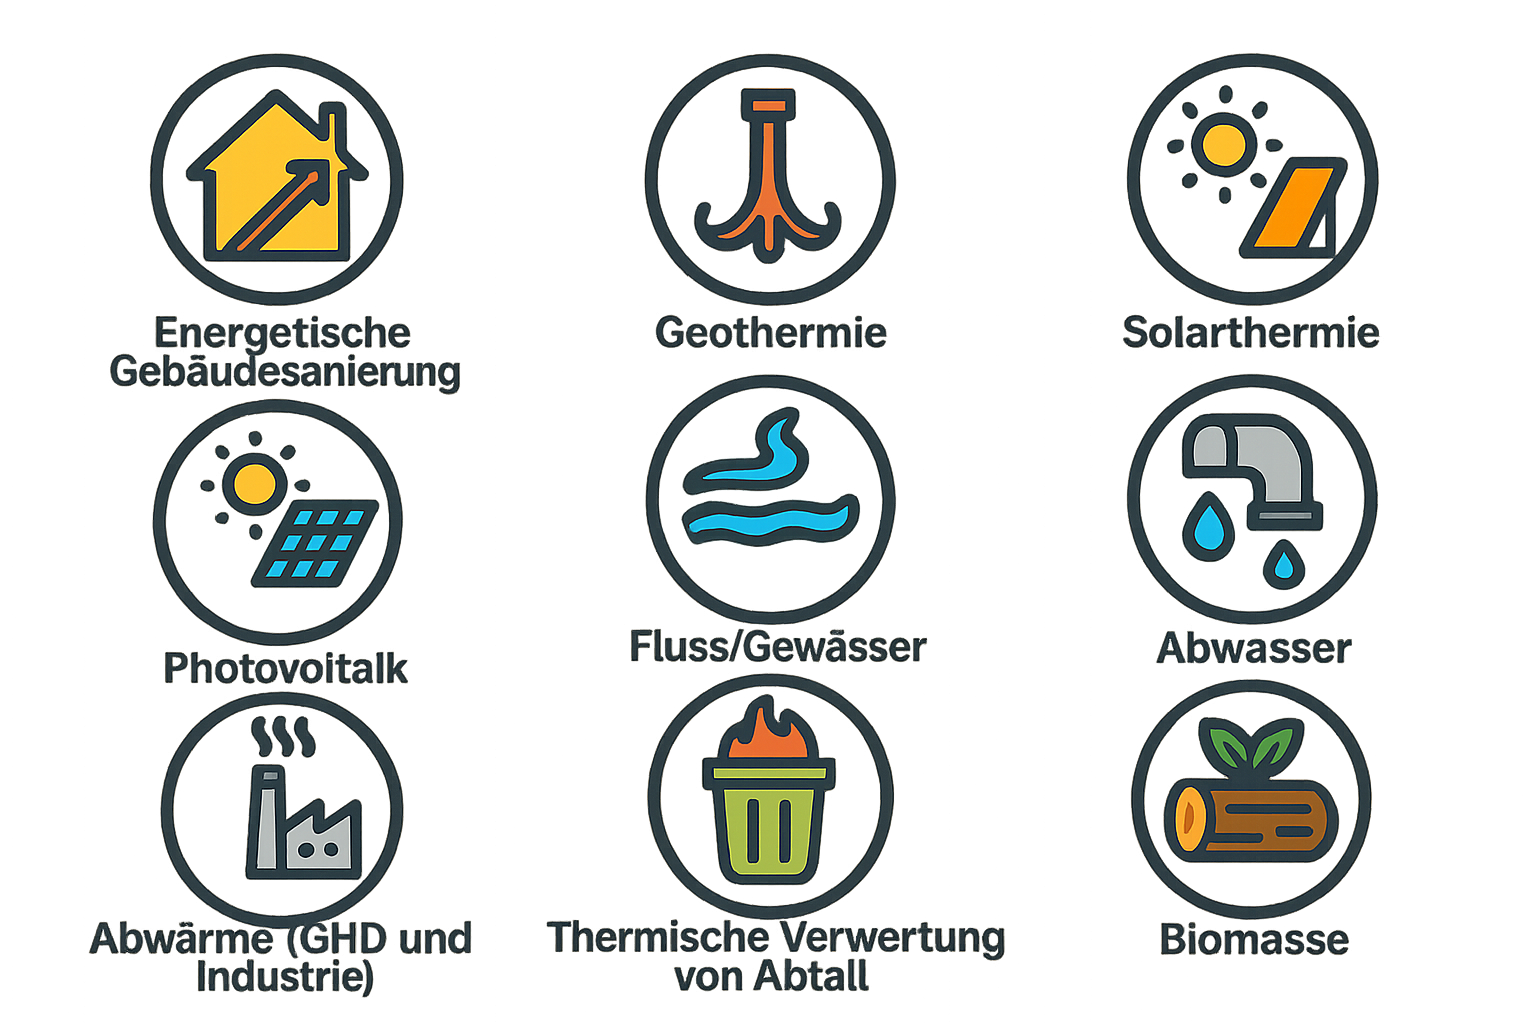 Energetische
Gebäudesanierung
Geothermie
Solarthermie
Photovoitalk
Fluss/Gewässer
Abwasser
Abwärme (GHD und
Industrie)
Thermische Verwertung
von Abtall
Biomasse